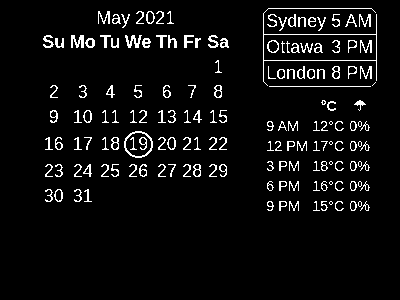 May 2021
Su Mo Tu We Th Fr Sa
1
2 3 4 5 6 7 8
9 10 11 12 13 14 15
16 17 18 19 20 21 22
23 24 25 26 27 28 29
30 31
Sydney 5 AM
Ottawa 3 PM
London 8 PM
°C ☂
9 AM 12°C 0%
12 PM 17°C 0%
3 PM 18°C 0%
6 PM 16°C 0%
9 PM 15°C 0%